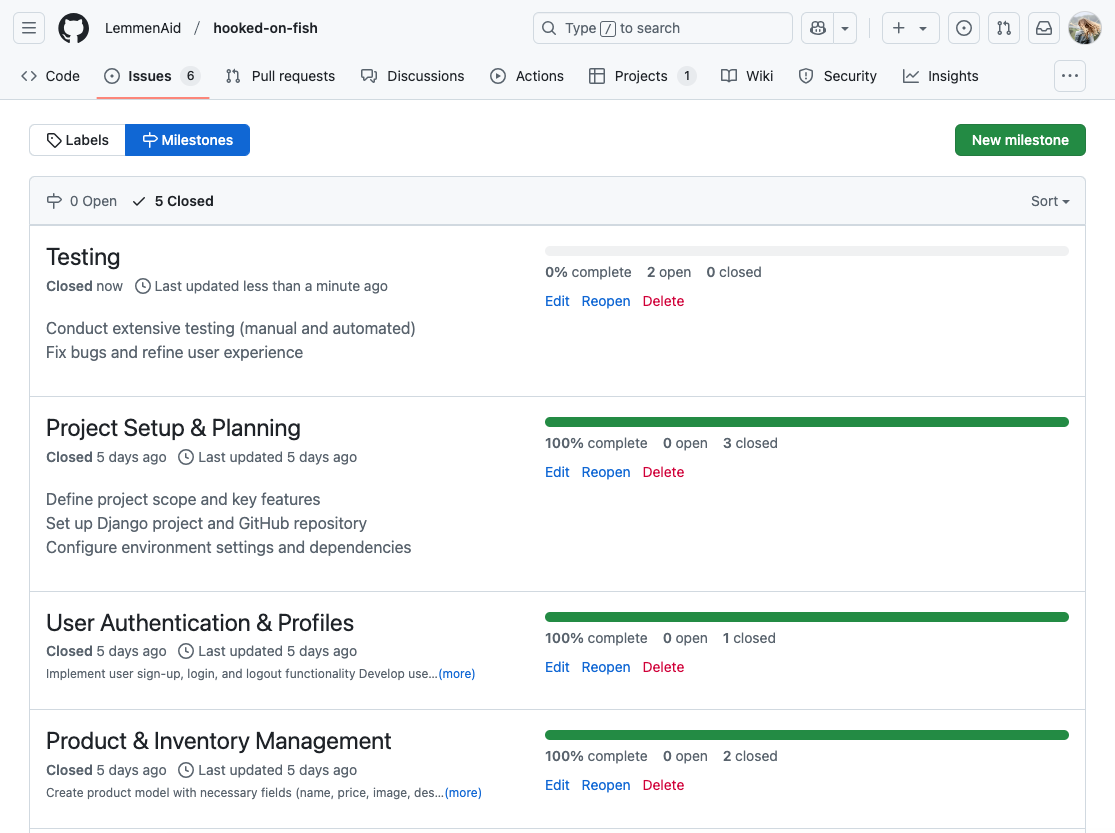 LemmenAid / hooked-on-fish
Type / to search
Code
Issues 6
Pull requests
Discussions
Actions
Projects 1
Wiki
Security
Insights
Labels
Milestones
New milestone
0 Open
5 Closed
Sort
Testing
Closed now Last updated less than a minute ago
Conduct extensive testing (manual and automated)
Fix bugs and refine user experience
0% complete 2 open 0 closed
Edit Reopen Delete
Project Setup & Planning
Closed 5 days ago Last updated 5 days ago
Define project scope and key features
Set up Django project and GitHub repository
Configure environment settings and dependencies
100% complete 0 open 3 closed
Edit Reopen Delete
User Authentication & Profiles
Closed 5 days ago Last updated 5 days ago
Implement user sign-up, login, and logout functionality Develop use…(more)
100% complete 0 open 1 closed
Edit Reopen Delete
Product & Inventory Management
Closed 5 days ago Last updated 5 days ago
Create product model with necessary fields (name, price, image, des…(more)
100% complete 0 open 2 closed
Edit Reopen Delete